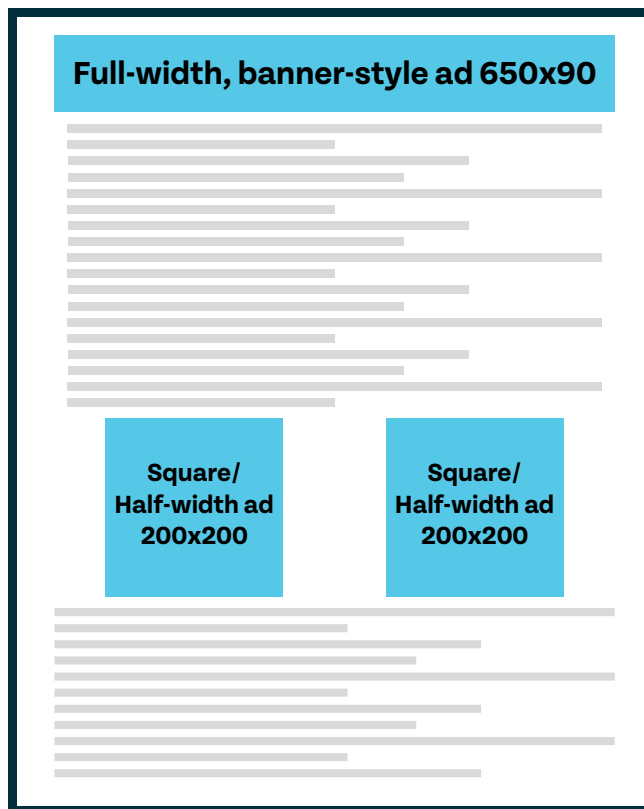 Full-width, banner-style ad 650x90
Square/
Half-width ad
200x200
Square/
Half-width ad
200x200